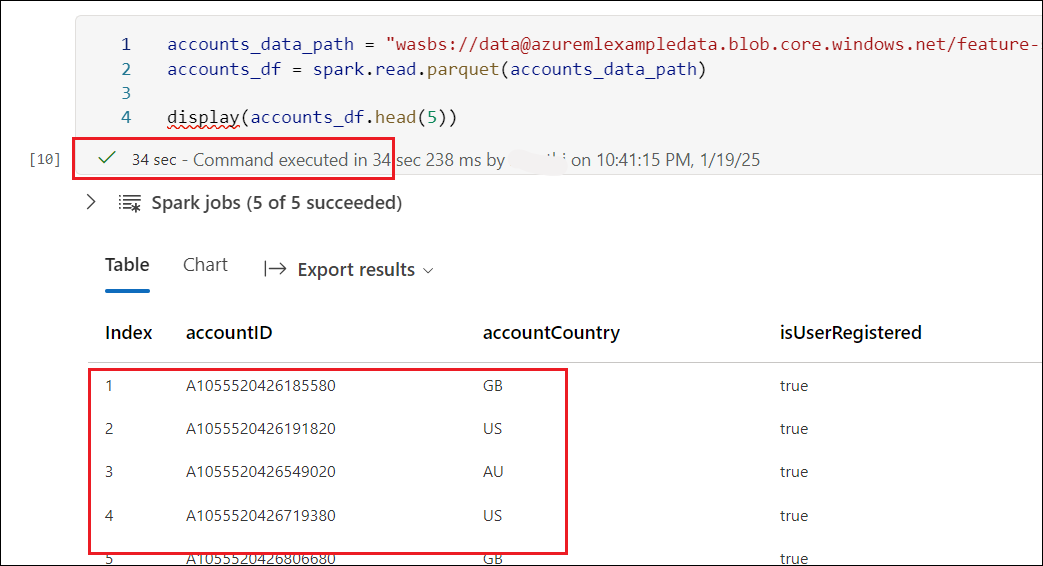 1 accounts_data_path = "wasbs://data@azuremlexampledata.blob.core.windows.net/feature-
2 accounts_df = spark.read.parquet(accounts_data_path)
3
4 display(accounts_df.head(5))
[10] 34 sec - Command executed in 34 sec 238 ms by on 10:41:15 PM, 1/19/25
Spark jobs (5 of 5 succeeded)
Table Chart Export results
Index accountID accountCountry isUserRegistered
1 A1055520426185580 GB true
2 A1055520426191820 US true
3 A1055520426549020 AU true
4 A1055520426719380 US true
5 A1055520426806680 GB true